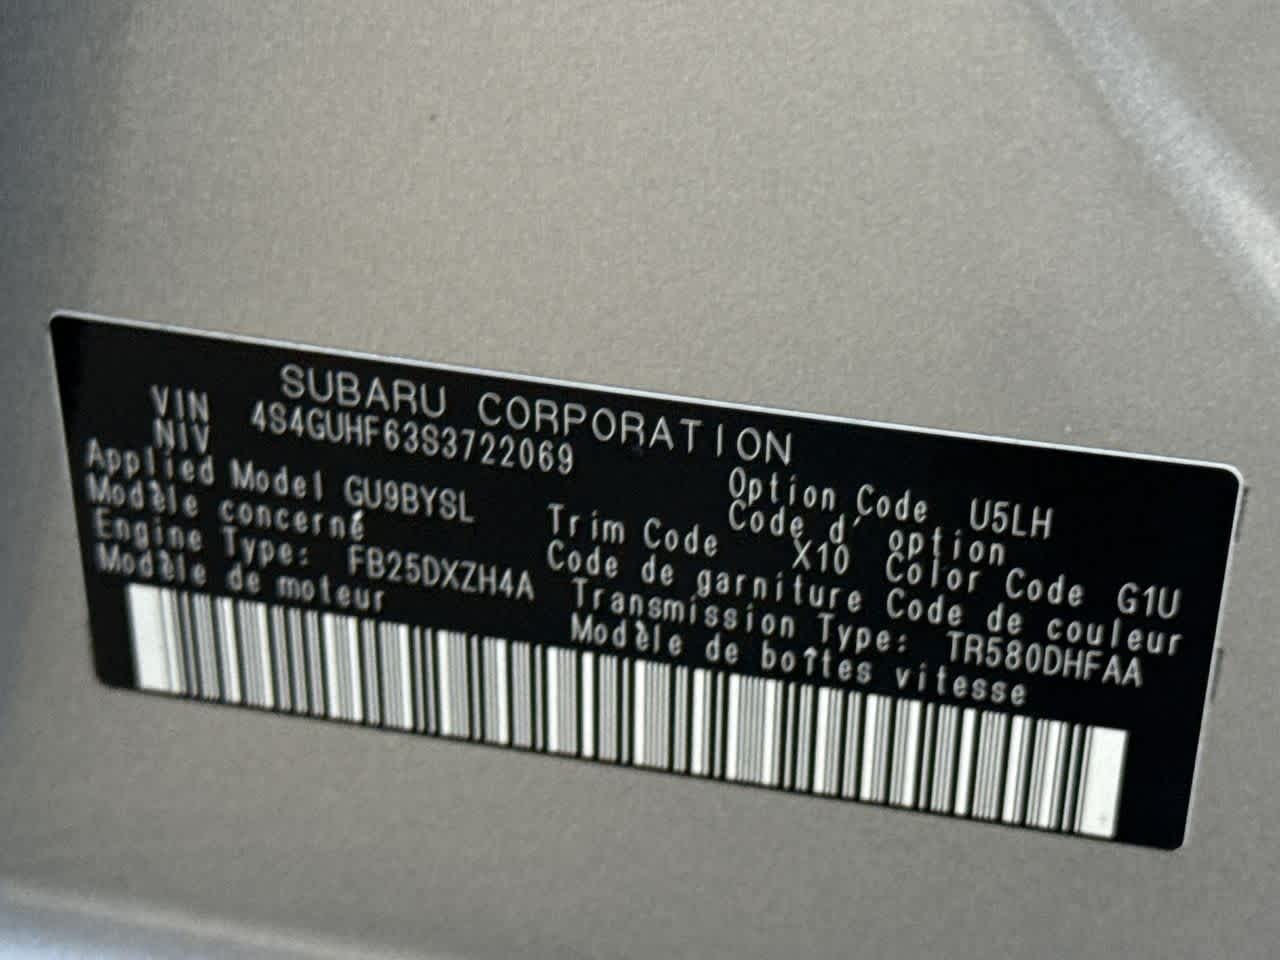 SUBARU CORPORATION
VIN 4S4GUHF63S3722069
NIV
Applied Model GU9BYSL Option Code U5LH
Modèle concerné Code d'option
Trim Code X10 Color Code G1U
Code de garniture Code de couleur
Engine Type: FB25DXZH4A Transmission Type: TR580DHFAA
Modèle de moteur Modèle de boîtes vitesse